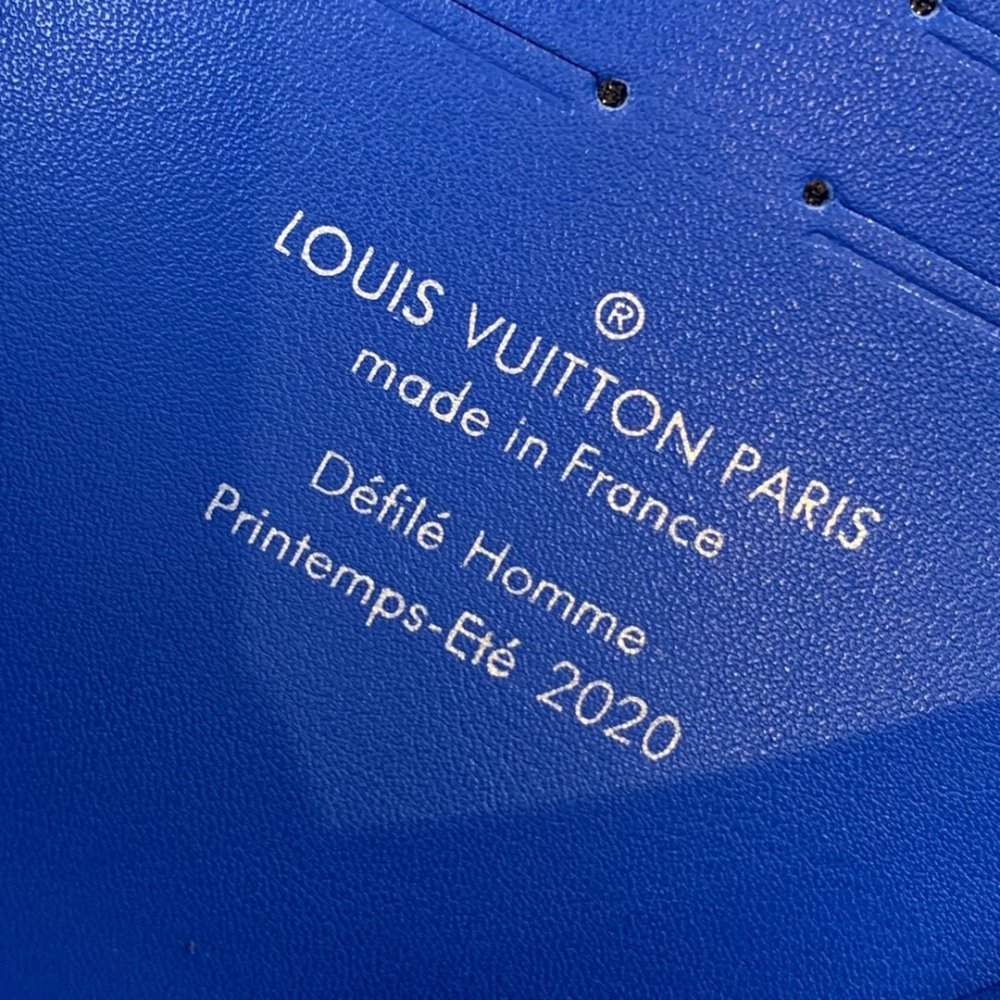 ®
LOUIS VUITTON PARIS
made in France
Défilé Homme
Printemps-Eté 2020